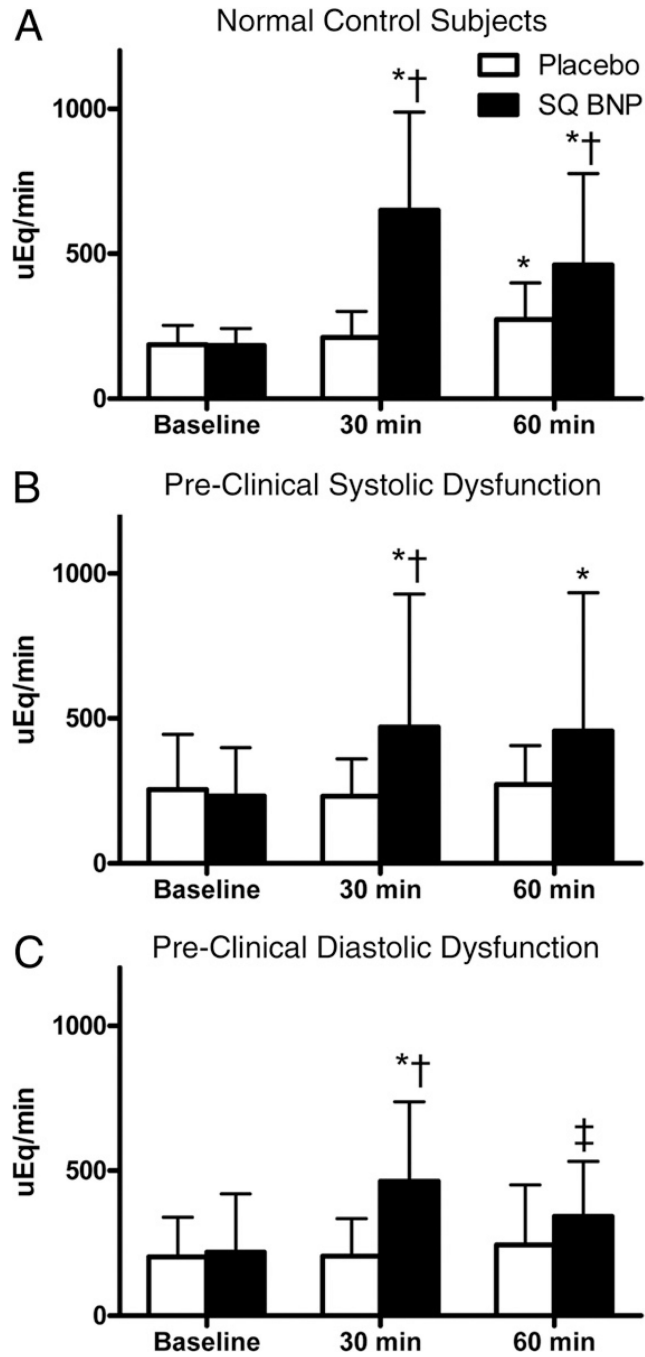 A
Normal Control Subjects
Placebo
SQ BNP
*†
*†
*
1000
500
0
uEq/min
Baseline 30 min 60 min
B
Pre-Clinical Systolic Dysfunction
*†
*
1000
500
0
uEq/min
Baseline 30 min 60 min
C
Pre-Clinical Diastolic Dysfunction
*†
‡
1000
500
0
uEq/min
Baseline 30 min 60 min